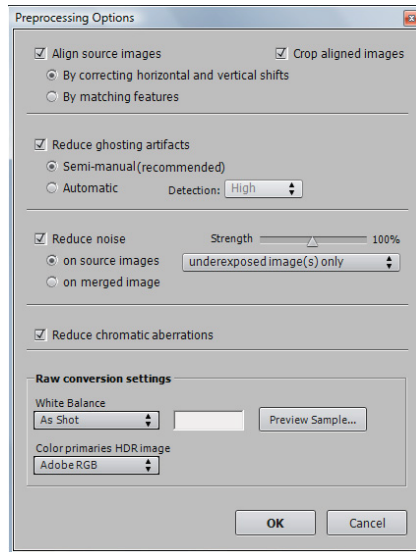 Preprocessing Options
Align source images Crop aligned images
By correcting horizontal and vertical shifts
By matching features
Reduce ghosting artifacts
Semi-manual (recommended)
Automatic Detection: High
Reduce noise Strength 100%
on source images underexposed image(s) only
on merged image
Reduce chromatic aberrations
Raw conversion settings
White Balance
As Shot Preview Sample...
Color primaries HDR image
Adobe RGB
OK Cancel